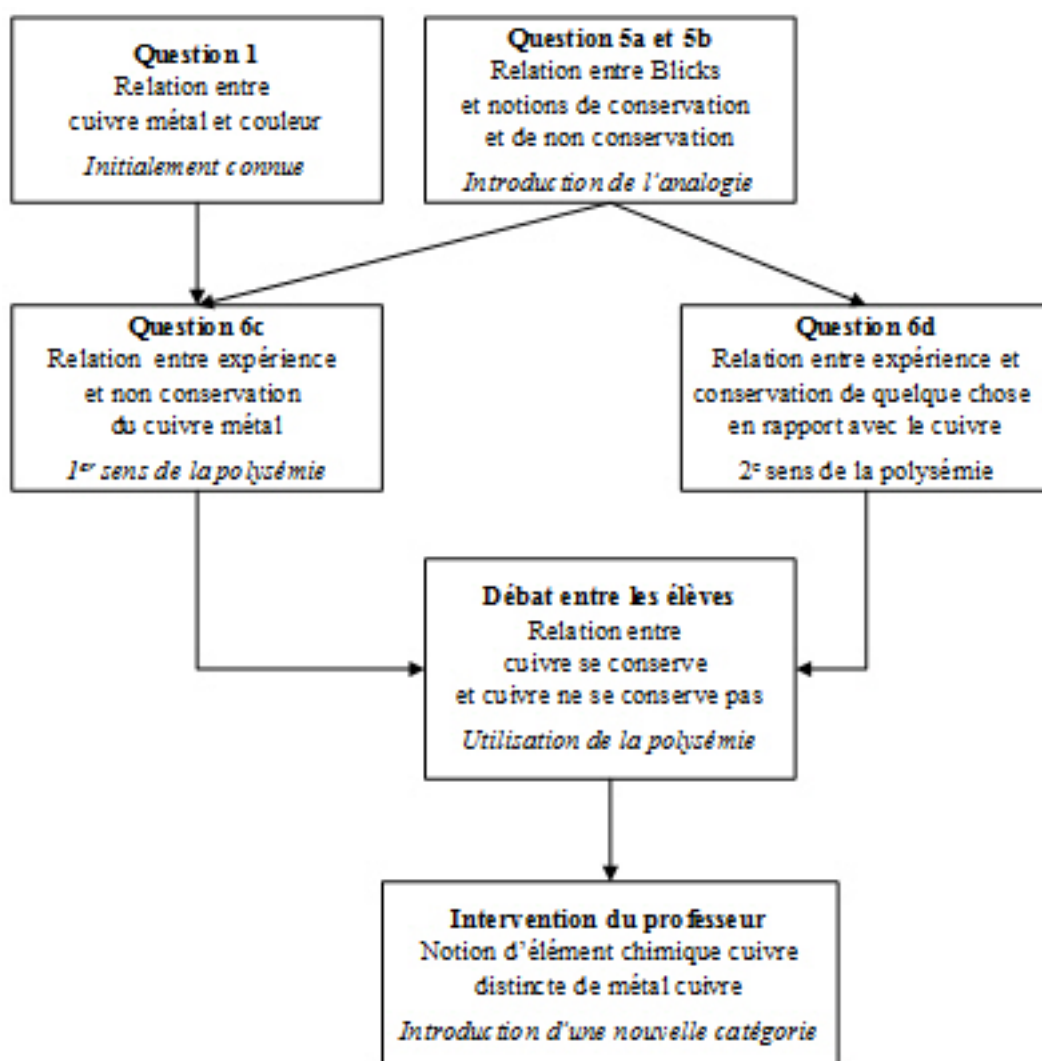 Question 1
Relation entre
cuivre métal et couleur
Initialement connue
Question 5a et 5b
Relation entre Blicks
et notions de conservation
et de non conservation
Introduction de l'analogie
Question 6c
Relation entre expérience
et non conservation
du cuivre métal
1er sens de la polysémie
Question 6d
Relation entre expérience et
conservation de quelque chose
en rapport avec le cuivre
2e sens de la polysémie
Débat entre les élèves
Relation entre
cuivre se conserve
et cuivre ne se conserve pas
Utilisation de la polysémie
Intervention du professeur
Notion d'élément chimique cuivre
distincte de métal cuivre
Introduction d'une nouvelle catégorie